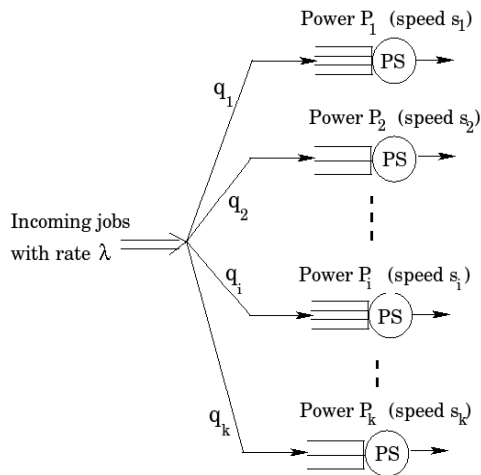 Power P1 (speed s1)
PS
q1
Power P2 (speed s2)
PS
q2
Incoming jobs
with rate λ
qi
Power Pi (speed si)
PS
qk
Power Pk (speed sk)
PS